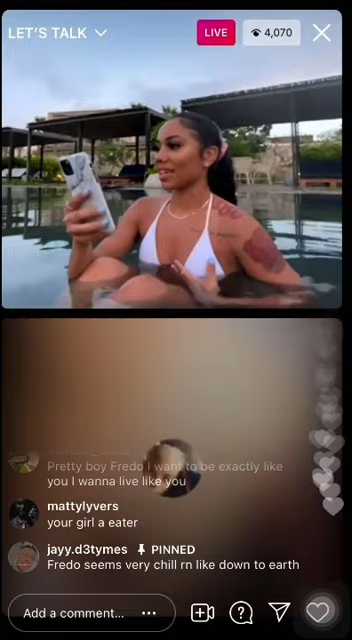 LET'S TALK
LIVE
4,070
Pretty boy Fredo I want to be exactly like
you I wanna live like you
mattylyvers
your girl a eater
jayy.d3tymes PINNED
Fredo seems very chill rn like down to earth
Add a comment...